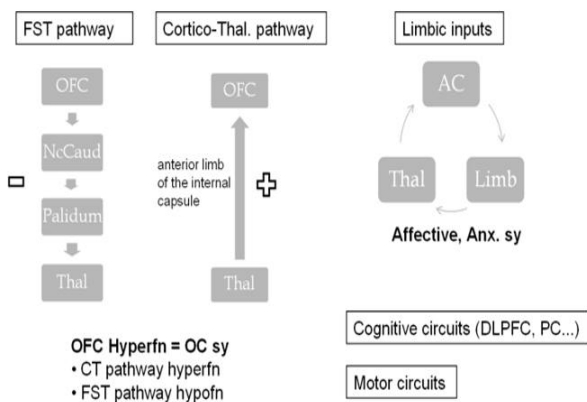 FST pathway
OFC
NcCaud
Palidum
Thal
Cortico-Thal. pathway
OFC
anterior limb
of the internal
capsule
Thal
Limbic inputs
AC
Thal
Limb
Affective, Anx. sy
OFC Hyperfn = OC sy
• CT pathway hyperfn
• FST pathway hypofn
Cognitive circuits (DLPFC, PC...)
Motor circuits